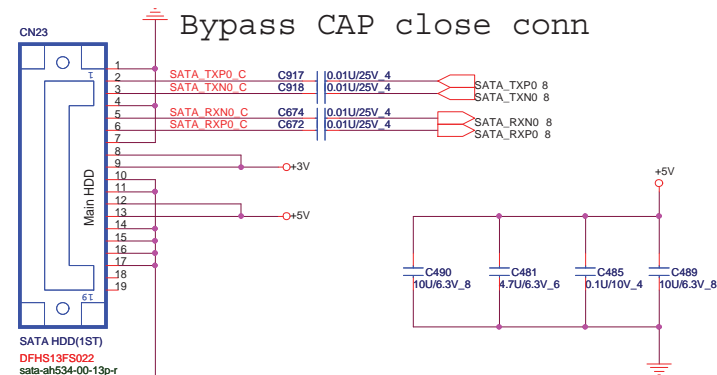 Bypass CAP close conn
CN23
1
1
2 SATA_TXP0_C C917 0.01U/25V_4 SATA_TXP0 8
3 SATA_TXN0_C C918 0.01U/25V_4 SATA_TXN0 8
4
5 SATA_RXN0_C C674 0.01U/25V_4 SATA_RXN0 8
6 SATA_RXP0_C C672 0.01U/25V_4 SATA_RXP0 8
7
8
9 +3V
10
11
12
13 +5V
14
15
16
17
18
19
19
Main HDD
+5V
C490 C481 C485 C489
10U/6.3V_8 4.7U/6.3V_6 0.1U/10V_4 10U/6.3V_8
SATA HDD(1ST)
DFHS13FS022
sata-ah534-00-13p-r